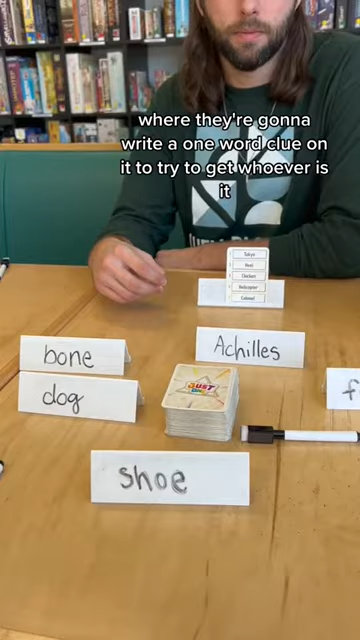 where they're gonna
write a one word clue on
it to try to get whoever is
it
Tokyo
Heel
Chicken
Helicopter
Camel
Achilles
bone
dog
f
JUST
ONE
shoe